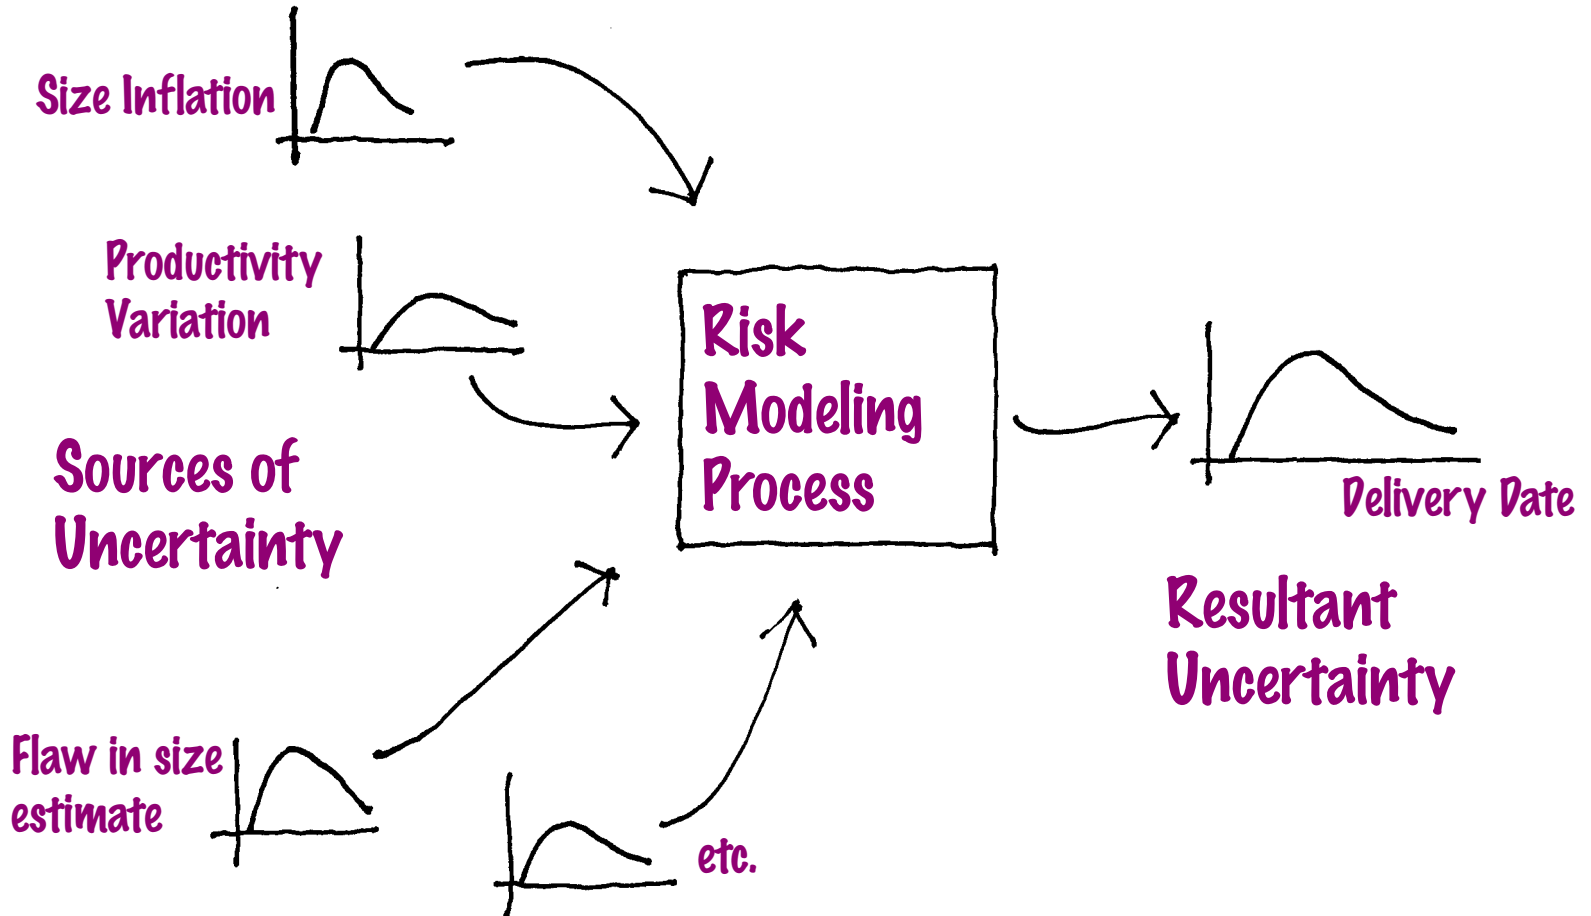 Size Inflation
Productivity
Variation
Sources of
Uncertainty
Flaw in size
estimate
etc.
Risk
Modeling
Process
Delivery Date
Resultant
Uncertainty